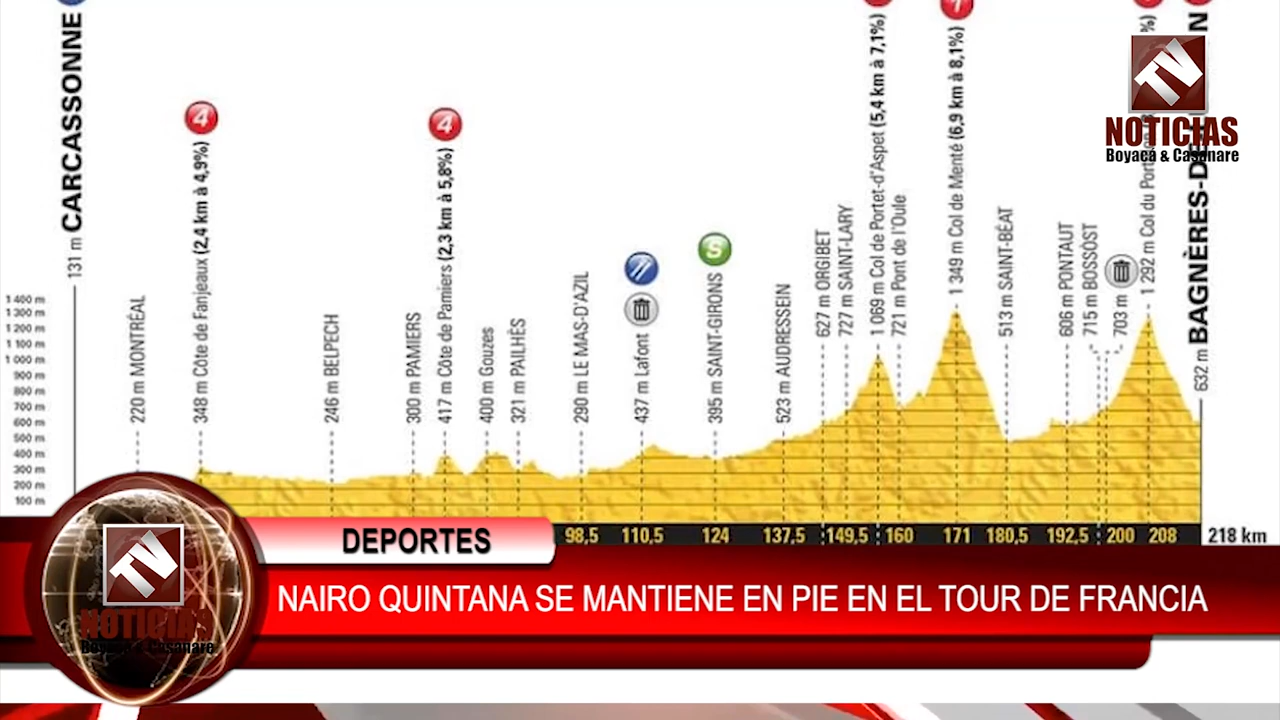 131 m CARCASSONNE
220 m MONTRÉAL
4
348 m Côte de Fanjeaux (2,4 km à 4,9%)
246 m BELPECH
300 m PAMIERS
4
417 m Côte de Pamiers (2,3 km à 5,8%)
400 m Gouzes
321 m PAILHÈS
290 m LE MAS-D'AZIL
437 m Lafont
S
395 m SAINT-GIRONS
523 m AUDRESSEIN
627 m ORGIBET
727 m SAINT-LARY
1 069 m Col de Portet-d'Aspet (5,4 km à 7,1%)
721 m Pont de l'Oule
1
1 349 m Col de Menté (6,9 km à 8,1%)
513 m SAINT-BÉAT
606 m PONTAUT
715 m BOSSÒST
703 m
1 292 m Col du
632 m
TV
NOTICIAS
Boyacá & Casanare
1 400 m
1 300 m
1 200 m
1 100 m
1 000 m
900 m
800 m
700 m
600 m
500 m
400 m
300 m
200 m
100 m
98,5 110,5 124 137,5 149,5 160 171 180,5 192,5 200 208 218 km
DEPORTES
NAIRO QUINTANA SE MANTIENE EN PIE EN EL TOUR DE FRANCIA
TV
NOTICIAS
Boyacá & Casanare